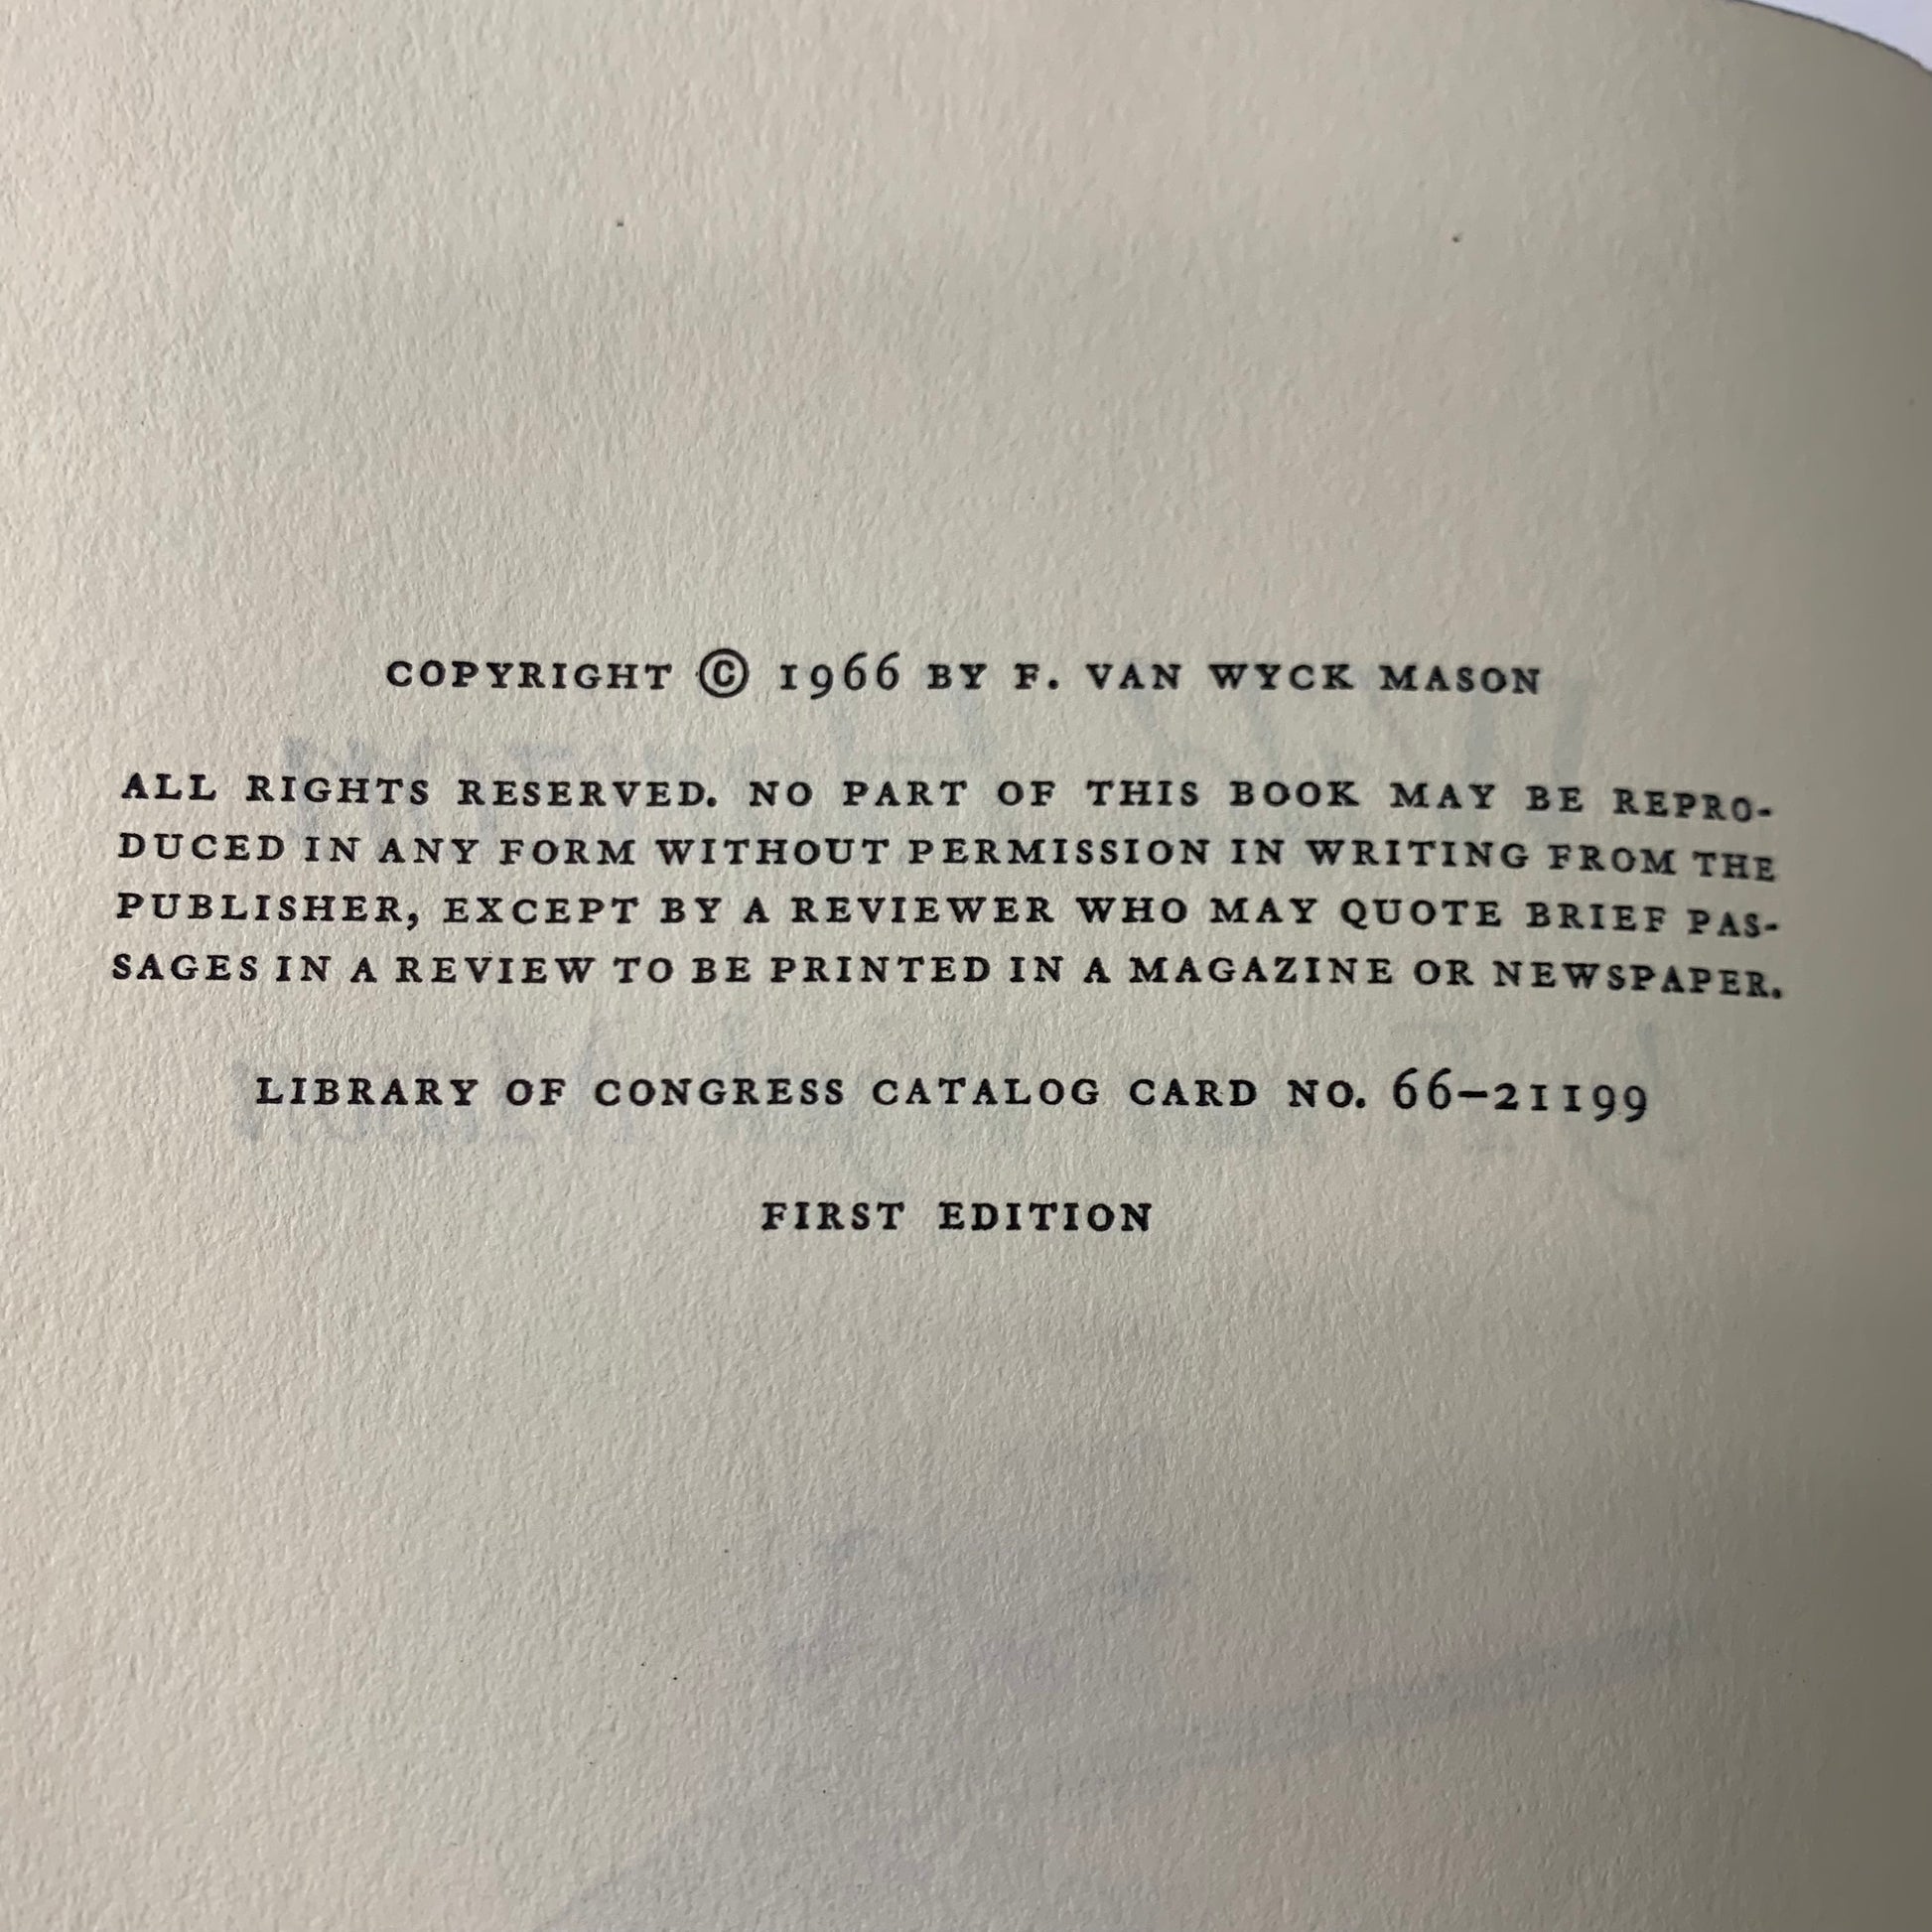 COPYRIGHT © 1966 BY F. VAN WYCK MASON
ALL RIGHTS RESERVED. NO PART OF THIS BOOK MAY BE REPRO-
DUCED IN ANY FORM WITHOUT PERMISSION IN WRITING FROM THE
PUBLISHER, EXCEPT BY A REVIEWER WHO MAY QUOTE BRIEF PAS-
SAGES IN A REVIEW TO BE PRINTED IN A MAGAZINE OR NEWSPAPER.
LIBRARY OF CONGRESS CATALOG CARD NO. 66-21199
FIRST EDITION